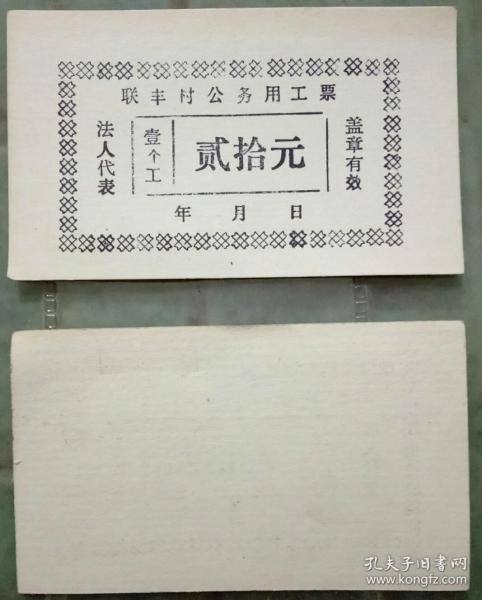 联丰村公务用工票
法人代表
壹个工
贰拾元
盖章有效
年 月 日
孔夫子旧书网
www.kongfz.com